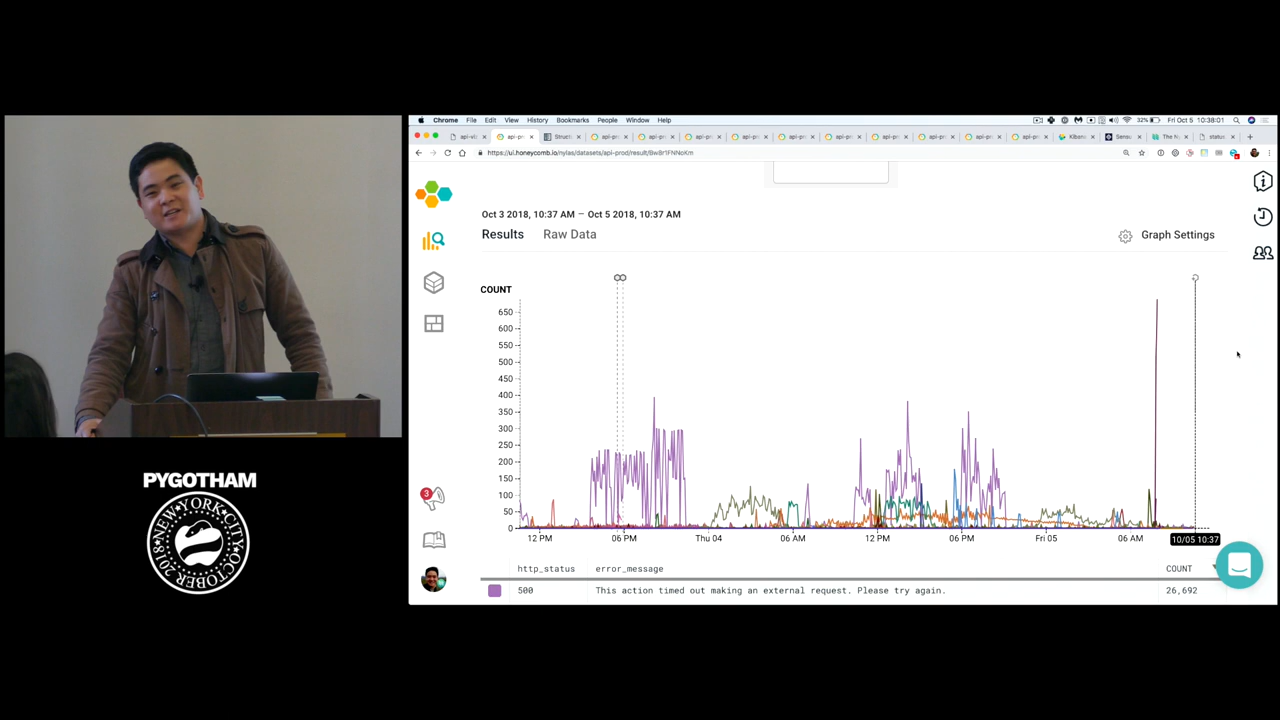 Chrome File Edit View History Bookmarks People Window Help
32% Fri Oct 5 10:38:01
https://ui.honeycomb.io/nylas/datasets/api-prod/result/
Oct 3 2018, 10:37 AM – Oct 5 2018, 10:37 AM
Results Raw Data
Graph Settings
COUNT
650
600
550
500
450
400
350
300
250
200
150
100
50
0
12 PM 06 PM Thu 04 06 AM 12 PM 06 PM Fri 05 06 AM 10/05 10:37
3
http_status error_message COUNT
500 This action timed out making an external request. Please try again. 26,692
PYGOTHAM
NEW·YORK·CITY·OCTOBER·2018